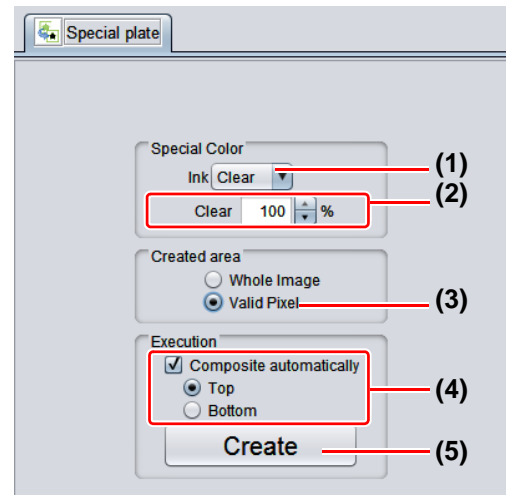 Special plate
Special Color
Ink Clear (1)
Clear 100 % (2)
Created area
Whole Image
Valid Pixel (3)
Execution
Composite automatically
Top (4)
Bottom
Create (5)